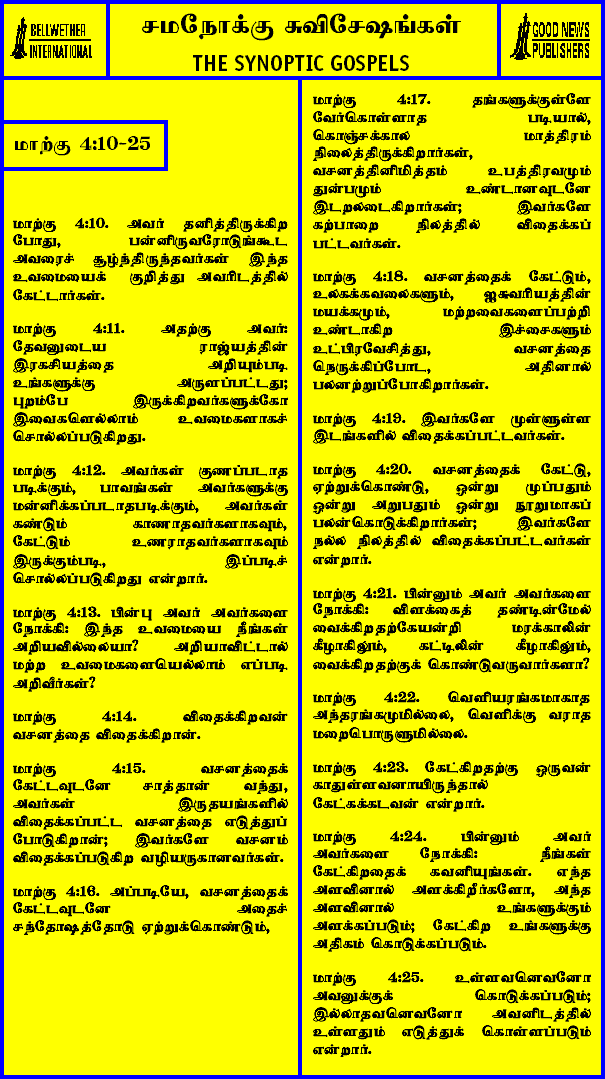 BELLWETHER
INTERNATIONAL
சமநோக்கு சுவிசேஷங்கள்
THE SYNOPTIC GOSPELS
GOOD NEWS
PUBLISHERS
மாற்கு 4:10-25
மாற்கு 4:10. அவர் தனித்திருக்கிற
போது, பன்னிருவரோடுங்கூட
அவரைச் சூழ்ந்திருந்தவர்கள் இந்த
உவமையைக் குறித்து அவரிடத்தில்
கேட்டார்கள்.
மாற்கு 4:11. அதற்கு அவர்:
தேவனுடைய ராஜ்யத்தின்
இரகசியத்தை அறியும்படி
உங்களுக்கு அருளப்பட்டது;
புறம்பே இருக்கிறவர்களுக்கோ
இவைகளெல்லாம் உவமைகளாகச்
சொல்லப்படுகிறது.
மாற்கு 4:12. அவர்கள் குணப்படாத
படிக்கும், பாவங்கள் அவர்களுக்கு
மன்னிக்கப்படாதபடிக்கும், அவர்கள்
கண்டும் காணாதவர்களாகவும்,
கேட்டும் உணராதவர்களாகவும்
இருக்கும்படி, இப்படிச்
சொல்லப்படுகிறது என்றார்.
மாற்கு 4:13. பின்பு அவர் அவர்களை
நோக்கி: இந்த உவமையை நீங்கள்
அறியவில்லையா? அறியாவிட்டால்
மற்ற உவமைகளையெல்லாம் எப்படி
அறிவீர்கள்?
மாற்கு 4:14. விதைக்கிறவன்
வசனத்தை விதைக்கிறான்.
மாற்கு 4:15. வசனத்தைக்
கேட்டவுடனே சாத்தான் வந்து,
அவர்கள் இருதயங்களில்
விதைக்கப்பட்ட வசனத்தை எடுத்துப்
போடுகிறான்; இவர்களே வசனம்
விதைக்கப்படுகிற வழியருகானவர்கள்.
மாற்கு 4:16. அப்படியே, வசனத்தைக்
கேட்டவுடனே அதைச்
சந்தோஷத்தோடு ஏற்றுக்கொண்டும்,
மாற்கு 4:17. தங்களுக்குள்ளே
வேர்கொள்ளாத படியால்,
கொஞ்சக்கால மாத்திரம்
நிலைத்திருக்கிறார்கள்,
வசனத்தினிமித்தம் உபத்திரவமும்
துன்பமும் உண்டானவுடனே
இடறலடைகிறார்கள்; இவர்களே
கற்பாறை நிலத்தில் விதைக்கப்
பட்டவர்கள்.
மாற்கு 4:18. வசனத்தைக் கேட்டும்,
உலகக்கவலைகளும், ஐசுவரியத்தின்
மயக்கமும், மற்றவைகளைப்பற்றி
உண்டாகிற இச்சைகளும்
உட்பிரவேசித்து, வசனத்தை
நெருக்கிப்போட, அதினால்
பலனற்றுப்போகிறார்கள்.
மாற்கு 4:19. இவர்களே முள்ளுள்ள
இடங்களில் விதைக்கப்பட்டவர்கள்.
மாற்கு 4:20. வசனத்தைக் கேட்டு,
ஏற்றுக்கொண்டு, ஒன்று முப்பதும்
ஒன்று அறுபதும் ஒன்று நூறுமாகப்
பலன்கொடுக்கிறார்கள்; இவர்களே
நல்ல நிலத்தில் விதைக்கப்பட்டவர்கள்
என்றார்.
மாற்கு 4:21. பின்னும் அவர் அவர்களை
நோக்கி: விளக்கைத் தண்டின்மேல்
வைக்கிறதற்கேயன்றி மரக்காலின்
கீழாகிலும், கட்டிலின் கீழாகிலும்,
வைக்கிறதற்குக் கொண்டுவருவார்களா?
மாற்கு 4:22. வெளியரங்கமாகாத
அந்தரங்கமுமில்லை, வெளிக்கு வராத
மறைபொருளுமில்லை.
மாற்கு 4:23. கேட்கிறதற்கு ஒருவன்
காதுள்ளவனாயிருந்தால்
கேட்கக்கடவன் என்றார்.
மாற்கு 4:24. பின்னும் அவர்
அவர்களை நோக்கி: நீங்கள்
கேட்கிறதைக் கவனியுங்கள். எந்த
அளவினால் அளக்கிறீர்களோ, அந்த
அளவினால் உங்களுக்கும்
அளக்கப்படும்; கேட்கிற உங்களுக்கு
அதிகம் கொடுக்கப்படும்.
மாற்கு 4:25. உள்ளவனெவனோ
அவனுக்குக் கொடுக்கப்படும்;
இல்லாதவனெவனோ அவனிடத்தில்
உள்ளதும் எடுத்துக் கொள்ளப்படும்
என்றார்.